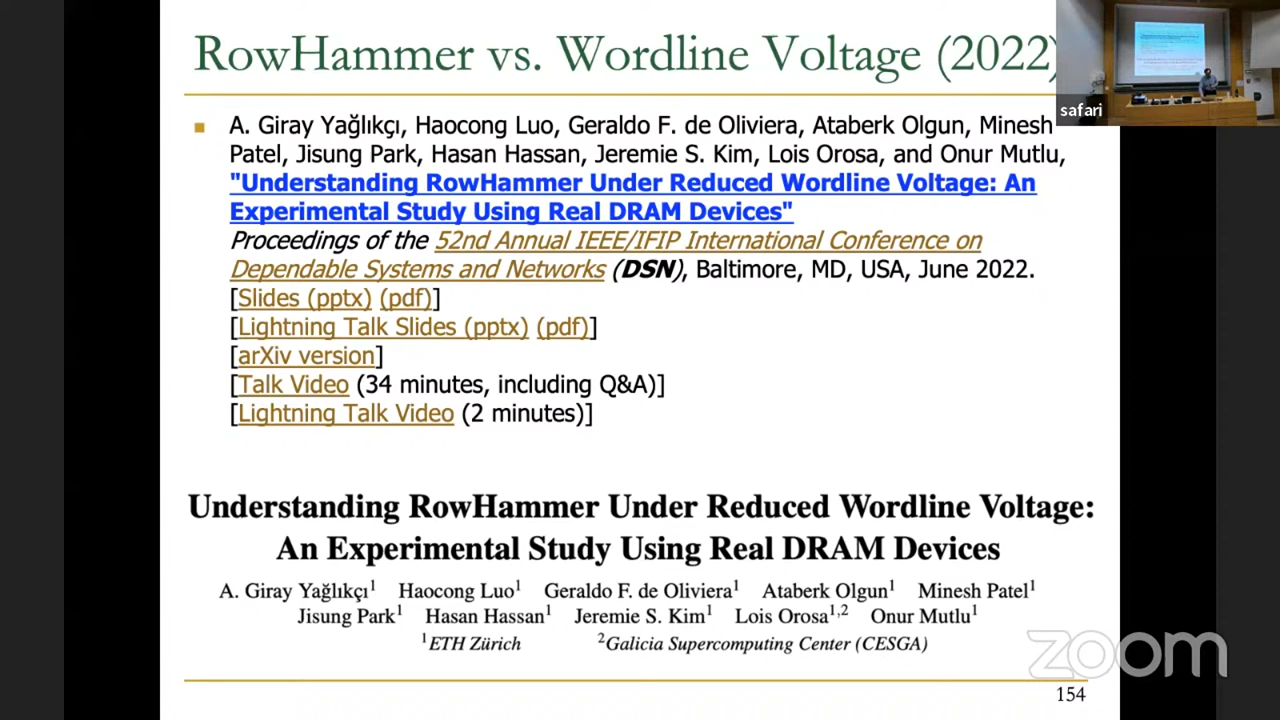 RowHammer vs. Wordline Voltage (2022)
safari
A. Giray Yağlıkçı, Haocong Luo, Geraldo F. de Oliveira, Ataberk Olgun, Minesh
Patel, Jisung Park, Hasan Hassan, Jeremie S. Kim, Lois Orosa, and Onur Mutlu,
"Understanding RowHammer Under Reduced Wordline Voltage: An
Experimental Study Using Real DRAM Devices"
Proceedings of the 52nd Annual IEEE/IFIP International Conference on
Dependable Systems and Networks (DSN), Baltimore, MD, USA, June 2022.
[Slides (pptx) (pdf)]
[Lightning Talk Slides (pptx) (pdf)]
[arXiv version]
[Talk Video (34 minutes, including Q&A)]
[Lightning Talk Video (2 minutes)]
Understanding RowHammer Under Reduced Wordline Voltage:
An Experimental Study Using Real DRAM Devices
A. Giray Yağlıkçı¹ Haocong Luo¹ Geraldo F. de Oliveira¹ Ataberk Olgun¹ Minesh Patel¹
Jisung Park¹ Hasan Hassan¹ Jeremie S. Kim¹ Lois Orosa¹,² Onur Mutlu¹
¹ETH Zürich ²Galicia Supercomputing Center (CESGA)
zoom
154